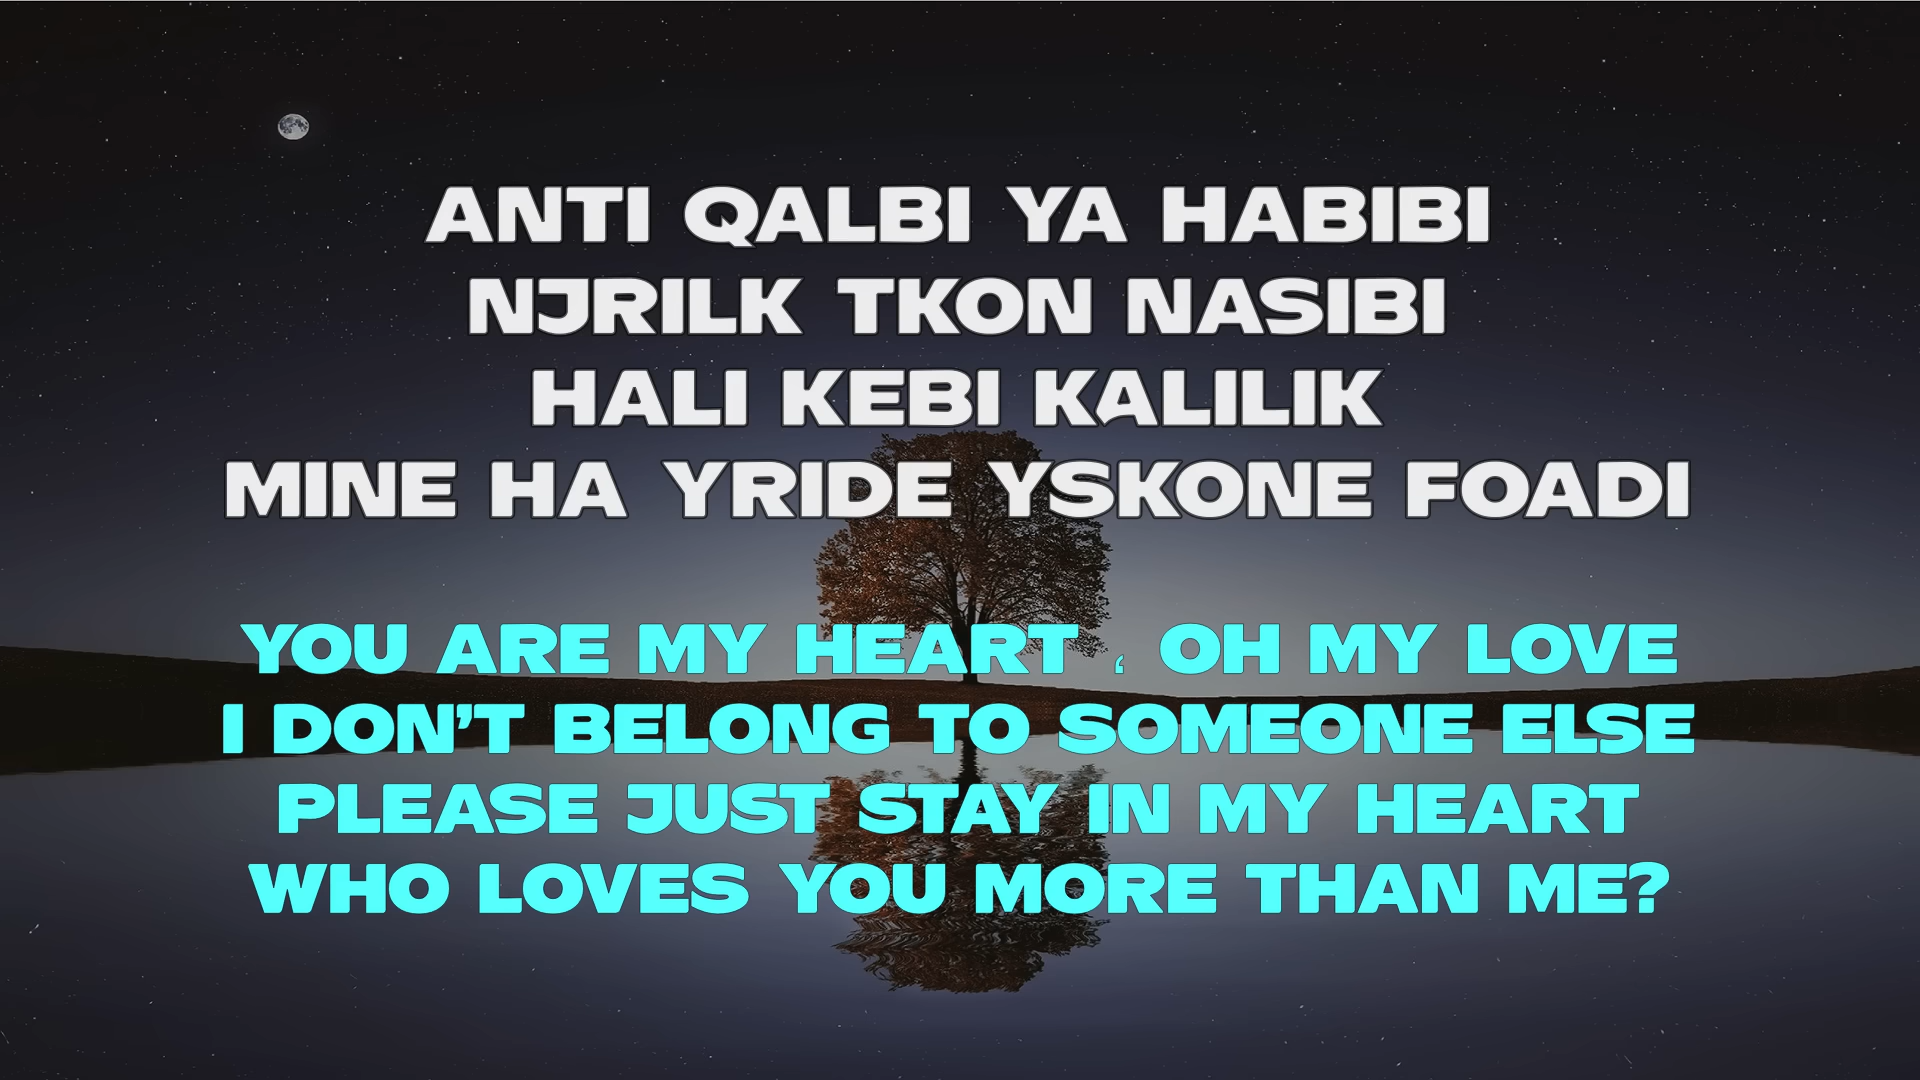 ANTI QALBI YA HABIBI
NJRILK TKON NASIBI
HALI KEBI KALILIK
MINE HA YRIDE YSKONE FOADI
YOU ARE MY HEART ، OH MY LOVE
I DON'T BELONG TO SOMEONE ELSE
PLEASE JUST STAY IN MY HEART
WHO LOVES YOU MORE THAN ME?